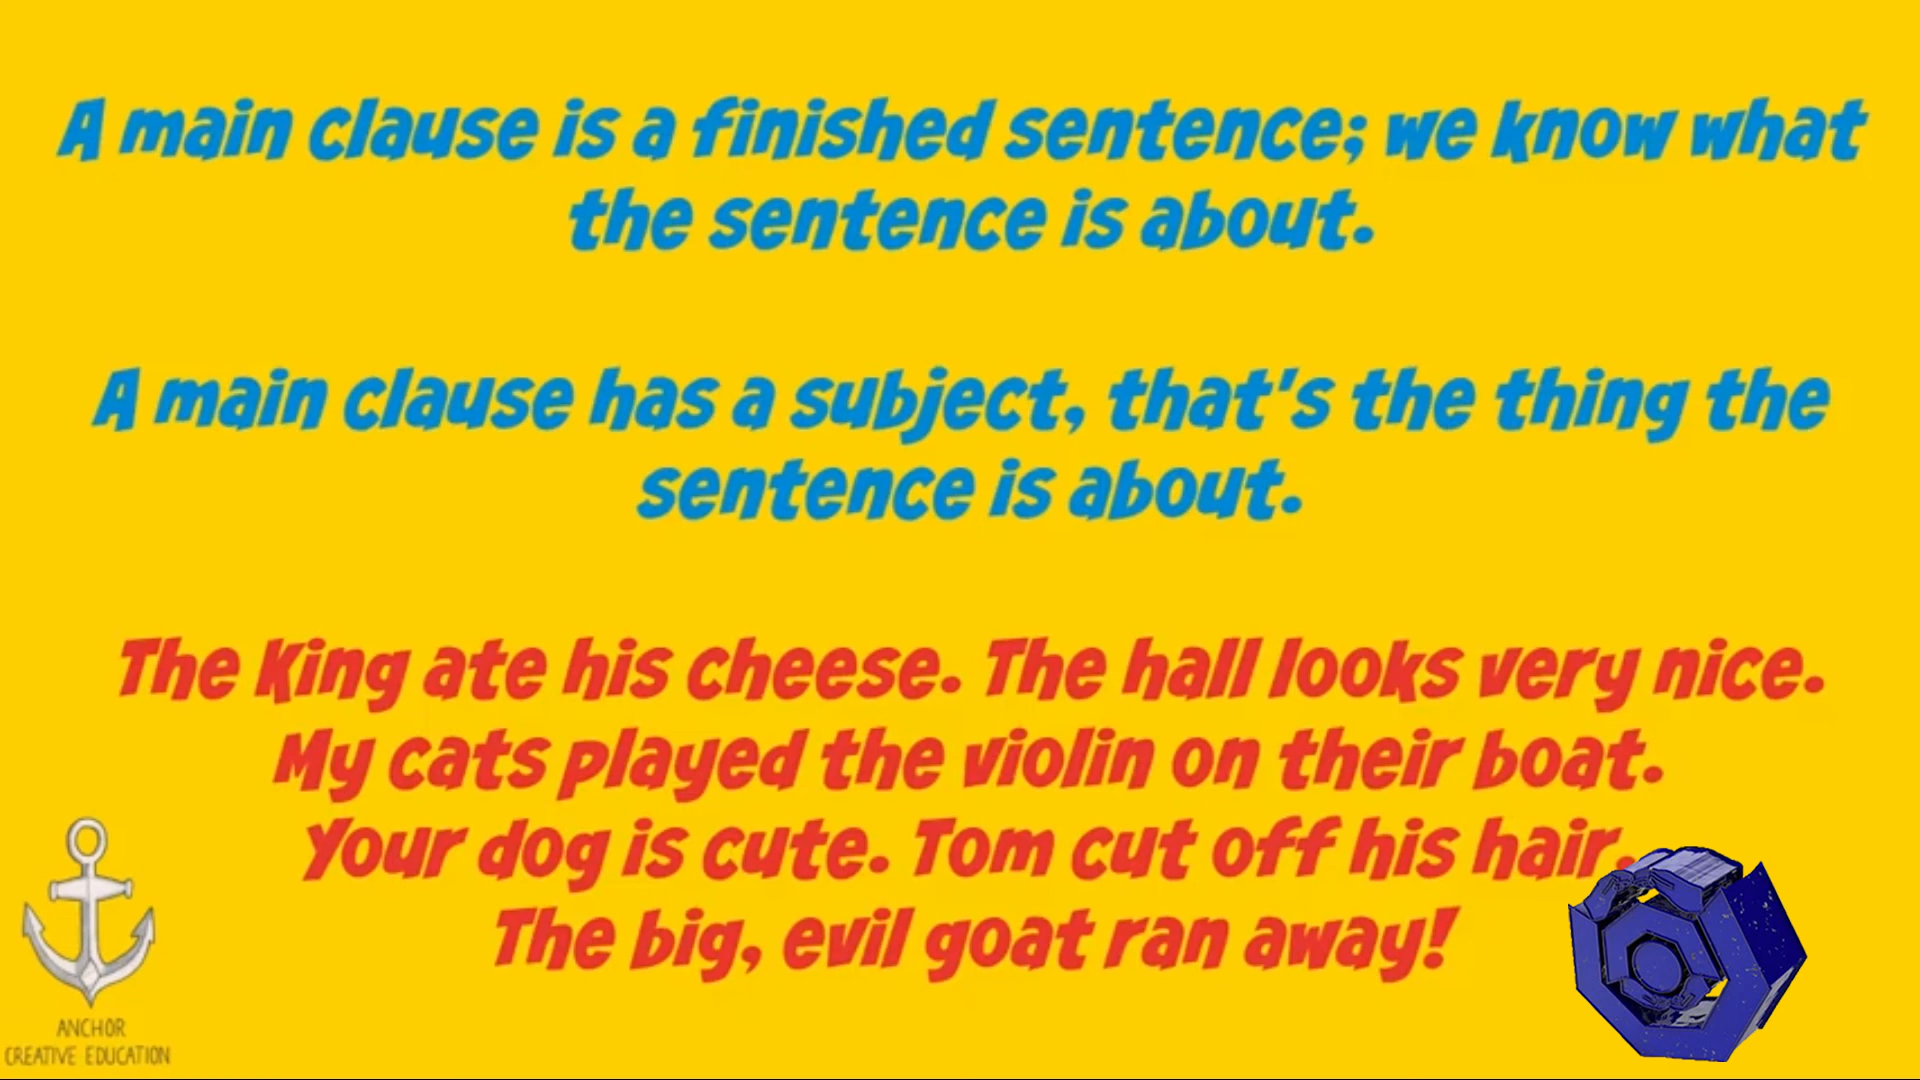 A main clause is a finished sentence; we know what
the sentence is about.
A main clause has a subject, that's the thing the
sentence is about.
The King ate his cheese. The hall looks very nice.
My cats played the violin on their boat.
Your dog is cute. Tom cut off his hair.
The big, evil goat ran away!
ANCHOR
CREATIVE EDUCATION